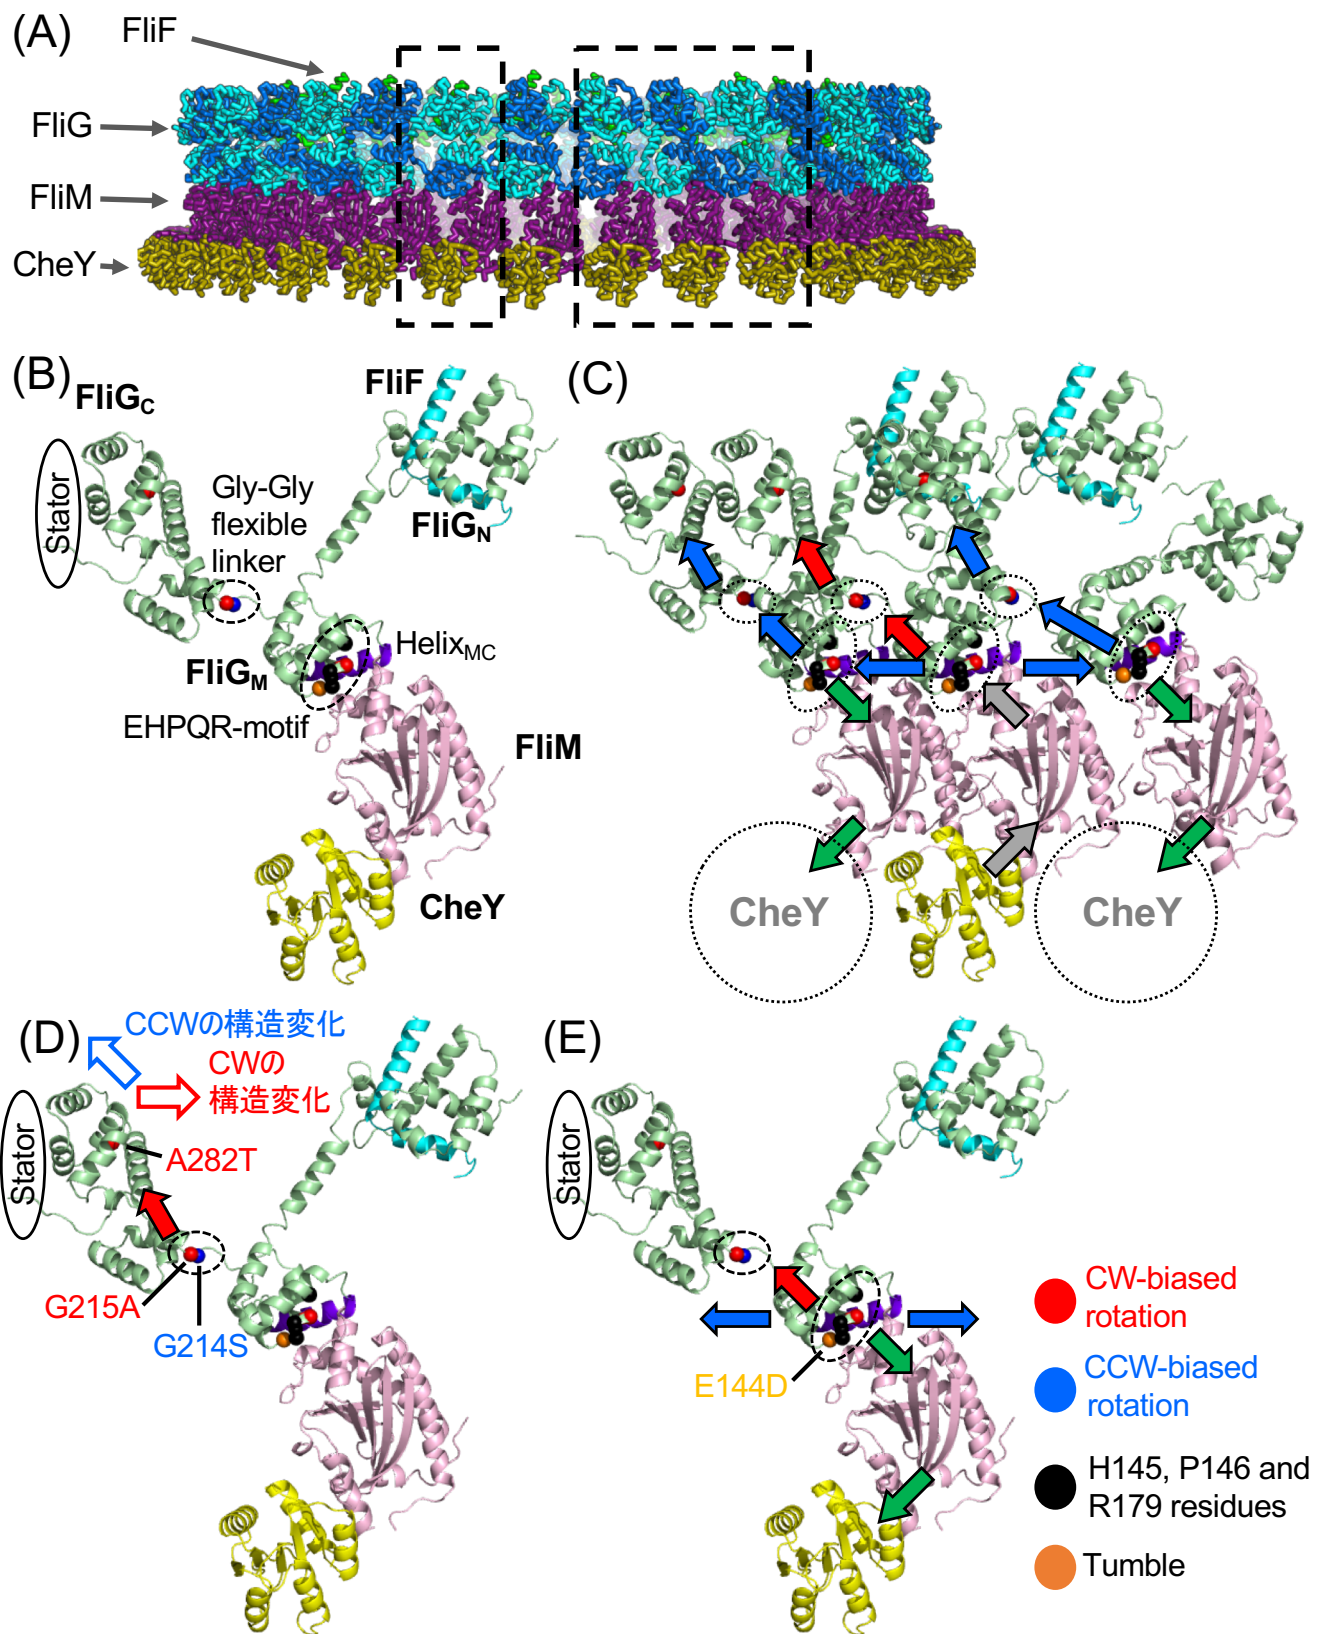 (A)
FliF
FliG
FliM
CheY
(B)
FliGC
Stator
Gly-Gly
flexible
linker
FliF
FliGN
FliGM
HelixMC
EHPQR-motif
FliM
CheY
(C)
CheY
CheY
(D)
CCWの構造変化
CWの
構造変化
Stator
A282T
G215A
G214S
(E)
Stator
E144D
CW-biased
rotation
CCW-biased
rotation
H145, P146 and
R179 residues
Tumble